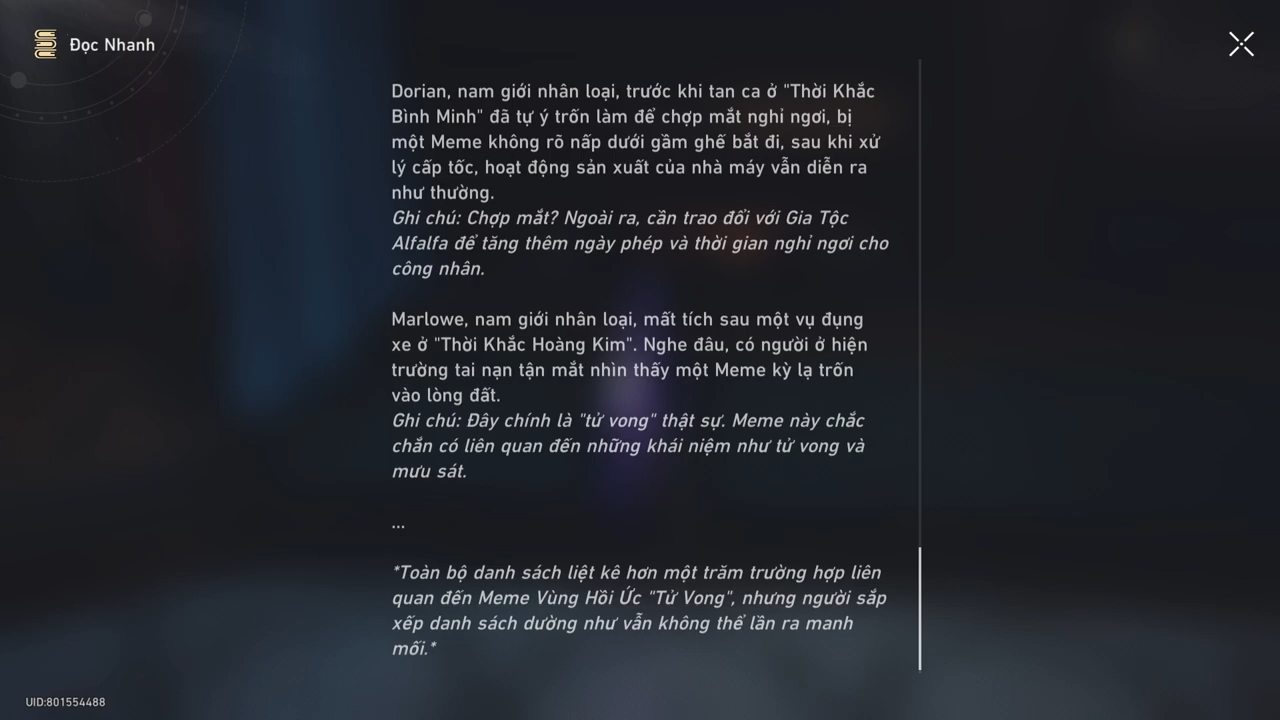 Đọc Nhanh
Dorian, nam giới nhân loại, trước khi tan ca ở "Thời Khắc
Bình Minh" đã tự ý trốn làm để chợp mắt nghỉ ngơi, bị
một Meme không rõ nấp dưới gầm ghế bắt đi, sau khi xử
lý cấp tốc, hoạt động sản xuất của nhà máy vẫn diễn ra
như thường.
Ghi chú: Chợp mắt? Ngoài ra, cần trao đổi với Gia Tộc
Alfalfa để tăng thêm ngày phép và thời gian nghỉ ngơi cho
công nhân.
Marlowe, nam giới nhân loại, mất tích sau một vụ đụng
xe ở "Thời Khắc Hoàng Kim". Nghe đâu, có người ở hiện
trường tai nạn tận mắt nhìn thấy một Meme kỳ lạ trốn
vào lòng đất.
Ghi chú: Đây chính là "tử vong" thật sự. Meme này chắc
chắn có liên quan đến những khái niệm như tử vong và
mưu sát.
...
*Toàn bộ danh sách liệt kê hơn một trăm trường hợp liên
quan đến Meme Vùng Hồi Ức "Tử Vong", nhưng người sắp
xếp danh sách dường như vẫn không thể lần ra manh
mối.*
UID:801554488